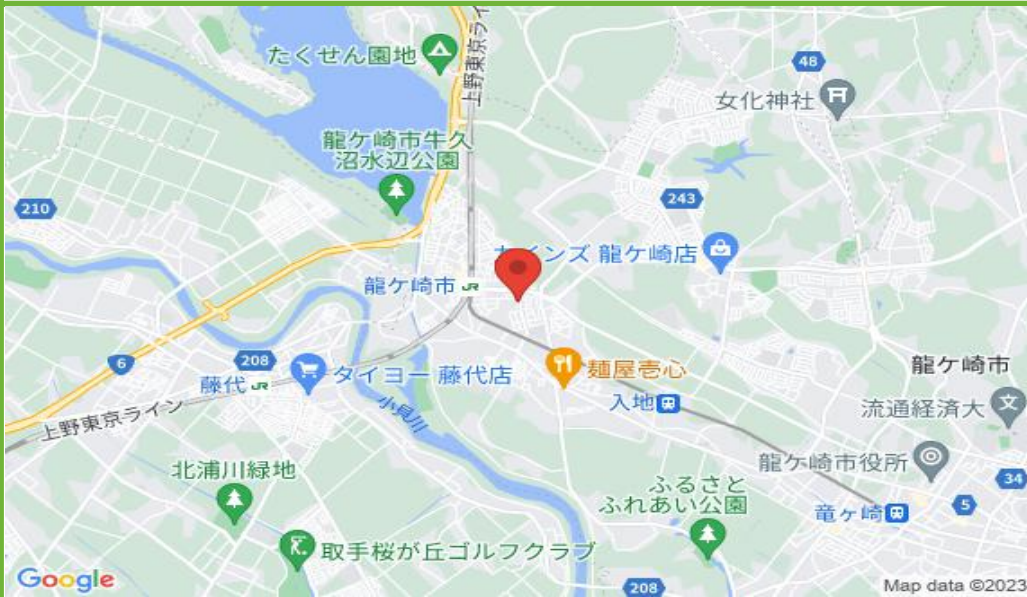 上野東京ライ
たくせん園地
48
女化神社
龍ケ崎市牛久
沼水辺公園
210
243
龍ケ崎店
龍ケ崎市 JR
6
208
藤代 JR
タイヨー 藤代店
麺屋壱心
龍ケ崎市
入地
流通経済大
文
上野東京ライン
小貝川
北浦川緑地
龍ケ崎市役所
34
ふるさと
ふれあい公園
5
竜ヶ崎
取手桜が丘ゴルフクラブ
208
Google
Map data ©2023